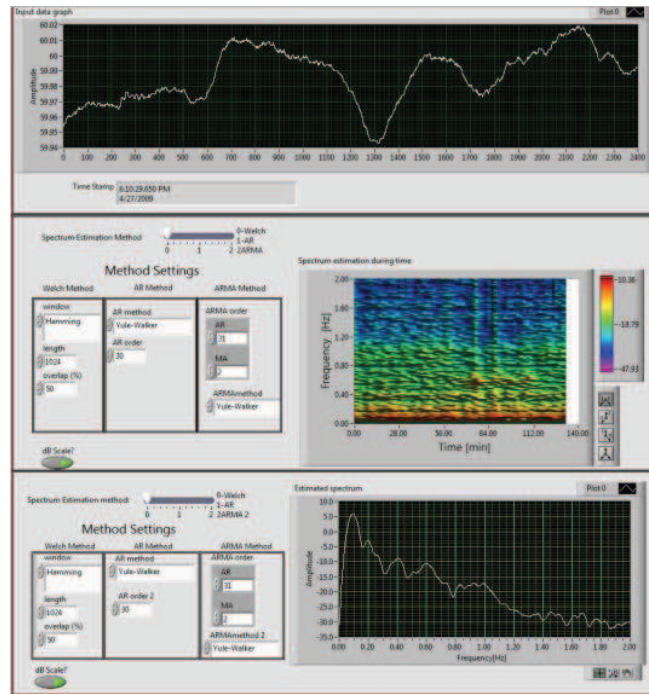 Input data graph
Plot 0
60.02
60.01
60
59.99
59.98
59.97
59.96
59.95
59.94
Amplitude
0 100 200 300 400 500 600 700 800 900 1000 1100 1200 1300 1400 1500 1600 1700 1800 1900 2000 2100 2200 2300 2400
Time Stamp
6:10:29.650 PM
4/27/2009
Spectrum Estimation Method
0-Welch
1-AR
2ARMA
0 1 2
Method Settings
Welch Method AR Method ARMA Method
window
Hamming
length
1024
overlap (%)
50
AR method
Yule-Walker
AR order
30
ARMA order
AR
31
MA
2
ARMAmethod
Yule-Walker
dB Scale?
Spectrum estimation during time
2.00
1.60
1.20
0.80
0.40
0.00
Frequency [Hz]
0.00 28.00 56.00 84.00 112.00 140.00
Time [min]
10.36
-18.79
-47.93
Spectrum Estimation method:
0-Welch
1-AR
2ARMA 2
0 1 2
Method Settings
Welch Method AR Method ARMA Method
window
Hamming
length
1024
overlap (%)
50
AR method
Yule-Walker
AR order 2
30
ARMA order
AR
31
MA
2
ARMAmethod 2
Yule-Walker
dB Scale?
Estimated spectrum
Plot 0
10.0
5.0
0.0
-5.0
-10.0
-15.0
-20.0
-25.0
-30.0
-35.0
Amplitude
0.00 0.20 0.40 0.60 0.80 1.00 1.20 1.40 1.60 1.80 2.00
Frequency[Hz]